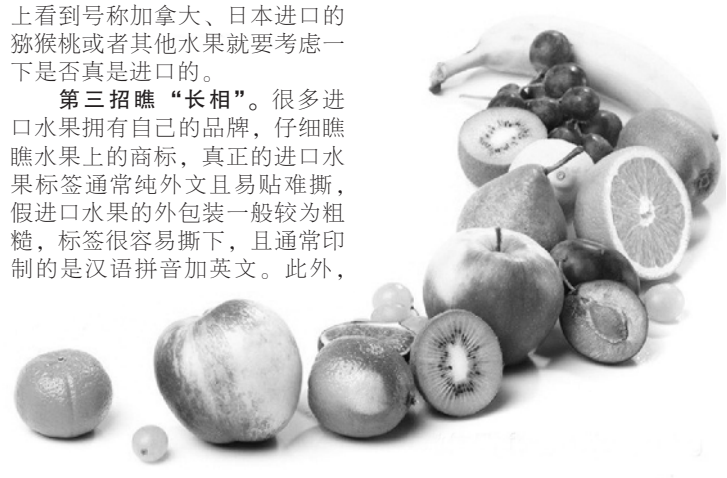 上看到号称加拿大、日本进口的
猕猴桃或者其他水果就要考虑一
下是否真是进口的。
第三招瞧“长相”。很多进
口水果拥有自己的品牌，仔细瞧
瞧水果上的商标，真正的进口水
果标签通常纯外文且易贴难撕，
假进口水果的外包装一般较为粗
糙，标签很容易撕下，且通常印
制的是汉语拼音加英文。此外，